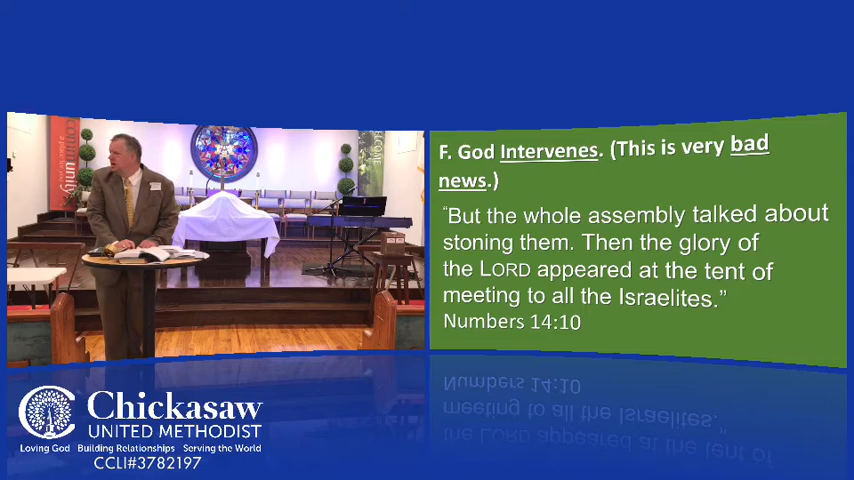 community
WELCOME
F. God Intervenes. (This is very bad
news.)
“But the whole assembly talked about
stoning them. Then the glory of
the LORD appeared at the tent of
meeting to all the Israelites.”
Numbers 14:10
Chickasaw
UNITED METHODIST
Loving God Building Relationships Serving the World
CCLI#3782197